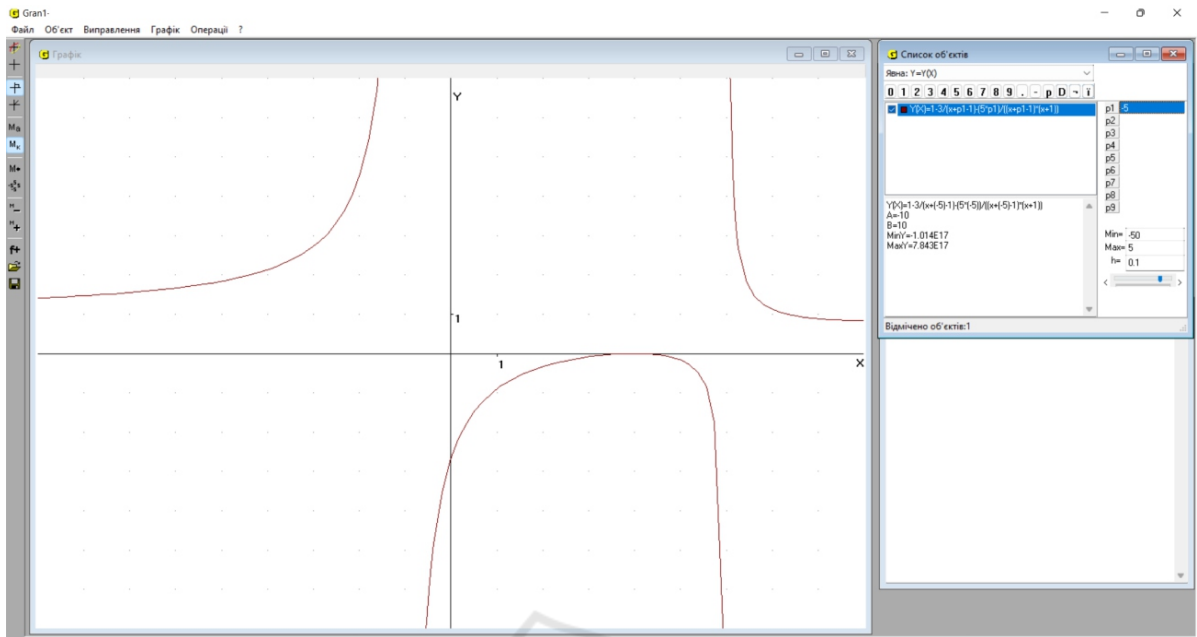 Gran1-
Файл Об'єкт Виправлення Графік Операції ?
Графік
Y
1
1
X
Список об'єктів
Явна: Y=Y(X)
0 1 2 3 4 5 6 7 8 9 . - p D ¬ ї
Y(X)=1-3/(x+p1-1)-(5*p1)/((x+p1-1)*(x+1))
p1 -5
p2
p3
p4
p5
p6
p7
p8
p9
Y(X)=1-3/(x+(-5)-1)-(5*(-5))/((x+(-5)-1)*(x+1))
A=-10
B=10
MinY=-1.014E17
MaxY=7.843E17
Min= -50
Max= 5
h= 0.1
Відмічено об'єктів:1